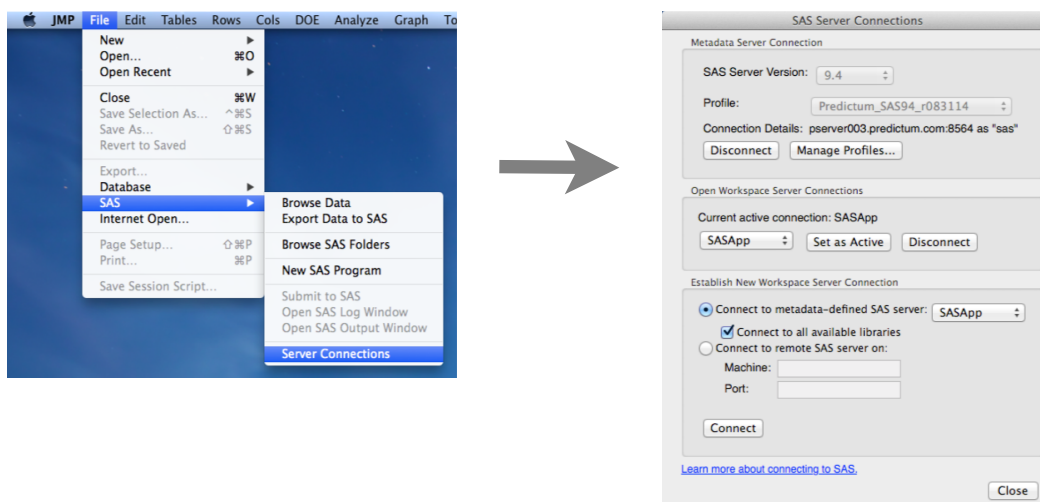 JMP File Edit Tables Rows Cols DOE Analyze Graph To
New
Open... ⌘O
Open Recent
Close ⌘W
Save Selection As... ^⌘S
Save As... ⇧⌘S
Revert to Saved
Export...
Database
SAS
Internet Open...
Page Setup... ⇧⌘P
Print... ⌘P
Save Session Script...
Browse Data
Export Data to SAS
Browse SAS Folders
New SAS Program
Submit to SAS
Open SAS Log Window
Open SAS Output Window
Server Connections
SAS Server Connections
Metadata Server Connection
SAS Server Version: 9.4
Profile: Predictum_SAS94_r083114
Connection Details: pserver003.predictum.com:8564 as "sas"
Disconnect Manage Profiles...
Open Workspace Server Connections
Current active connection: SASApp
SASApp Set as Active Disconnect
Establish New Workspace Server Connection
Connect to metadata-defined SAS server: SASApp
Connect to all available libraries
Connect to remote SAS server on:
Machine:
Port:
Connect
Learn more about connecting to SAS.
Close